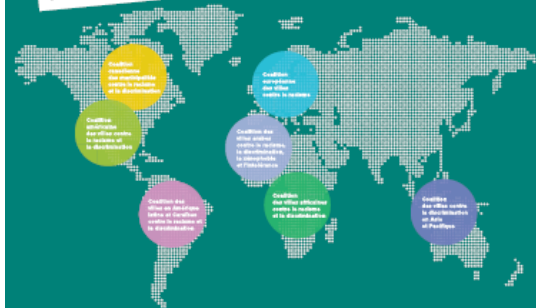 Coalition
canadienne
des municipalités
contre le racisme
et la discrimination
Coalition
européenne
des villes
contre le racisme
Coalition
américaine
des villes contre
le racisme et
la discrimination
Coalition des
villes arabes
contre le racisme,
la discrimination,
la xénophobie
et l'intolérance
Coalition des
villes en Amérique
latine et Caraïbes
contre le racisme et
la discrimination
Coalition
des villes africaines
contre le racisme
et la discrimination
Coalition
des villes contre
la discrimination
en Asie
et Pacifique